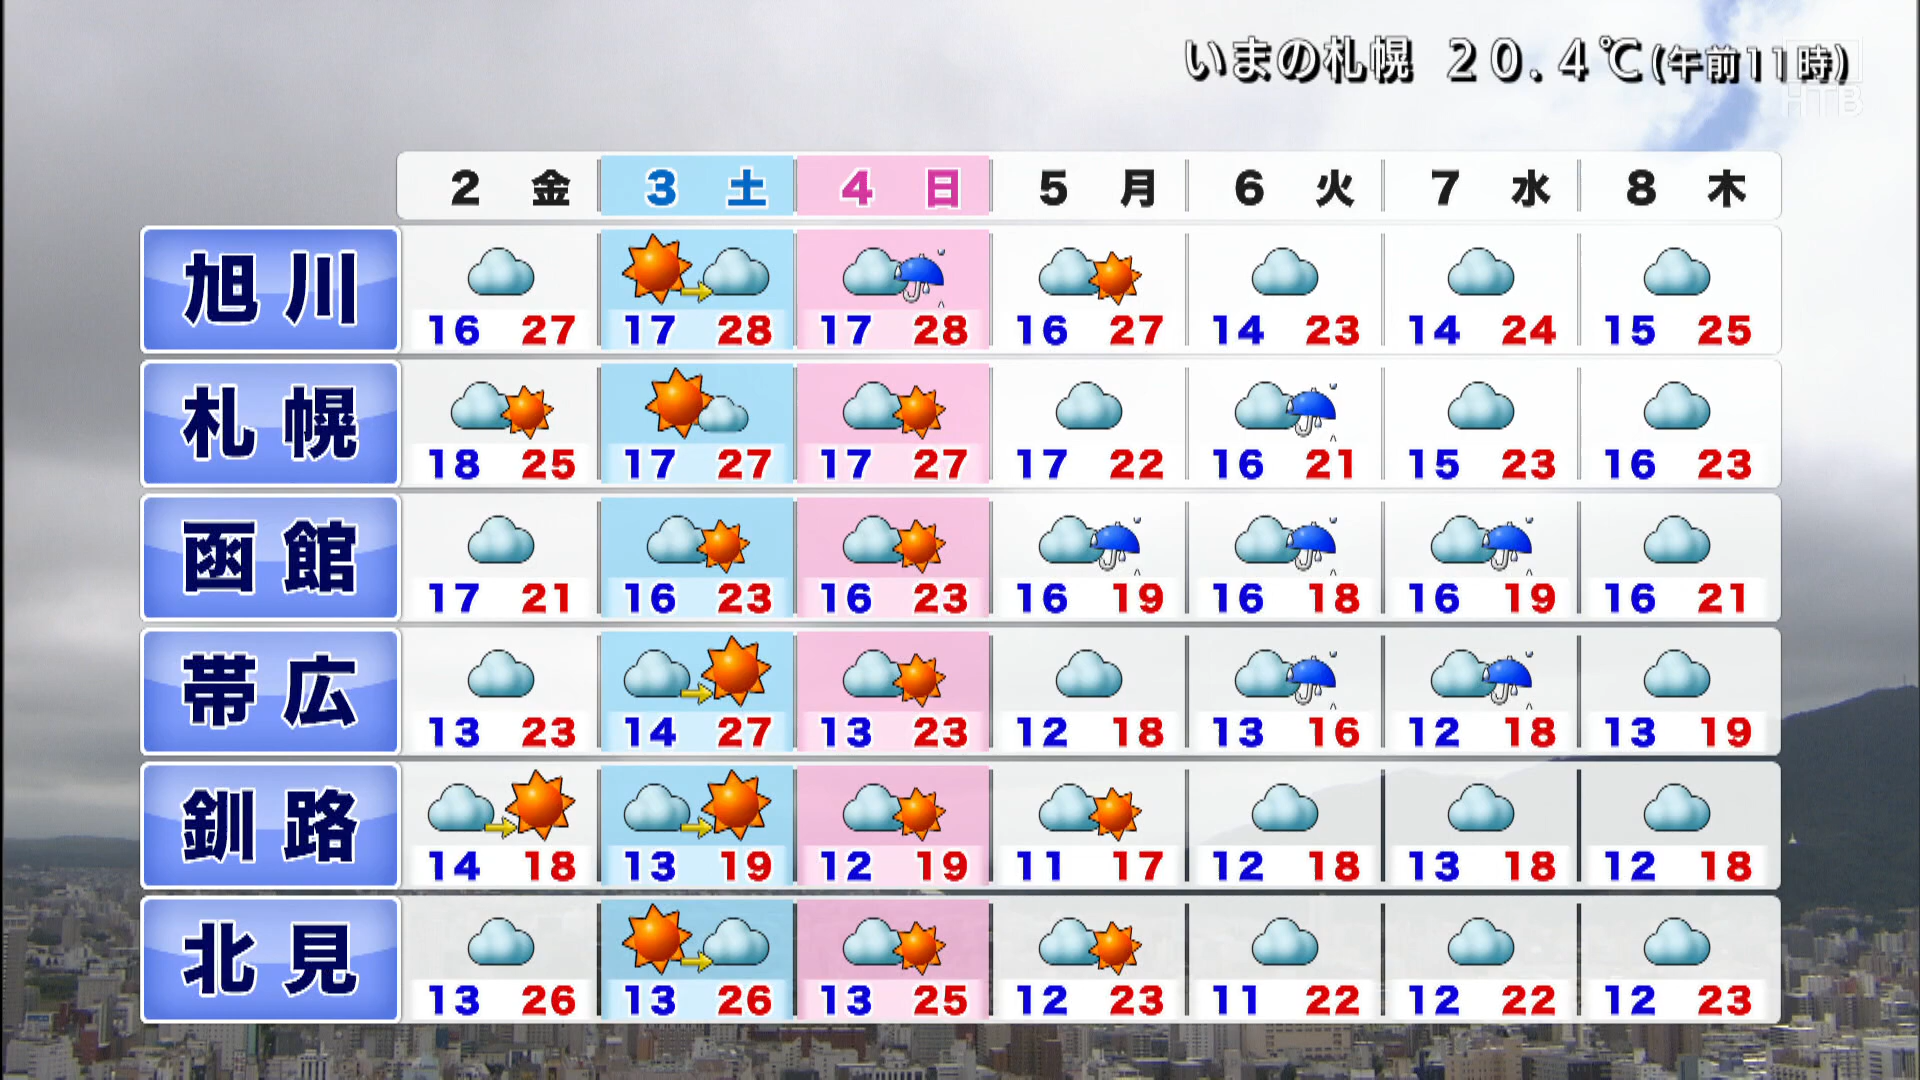 いまの札幌 20.4℃(午前11時)
HTB
2 金 3 土 4 日 5 月 6 火 7 水 8 木
旭川 16 27 17 28 17 28 16 27 14 23 14 24 15 25
札幌 18 25 17 27 17 27 17 22 16 21 15 23 16 23
函館 17 21 16 23 16 23 16 19 16 18 16 19 16 21
帯広 13 23 14 27 13 23 12 18 13 16 12 18 13 19
釧路 14 18 13 19 12 19 11 17 12 18 13 18 12 18
北見 13 26 13 26 13 25 12 23 11 22 12 22 12 23